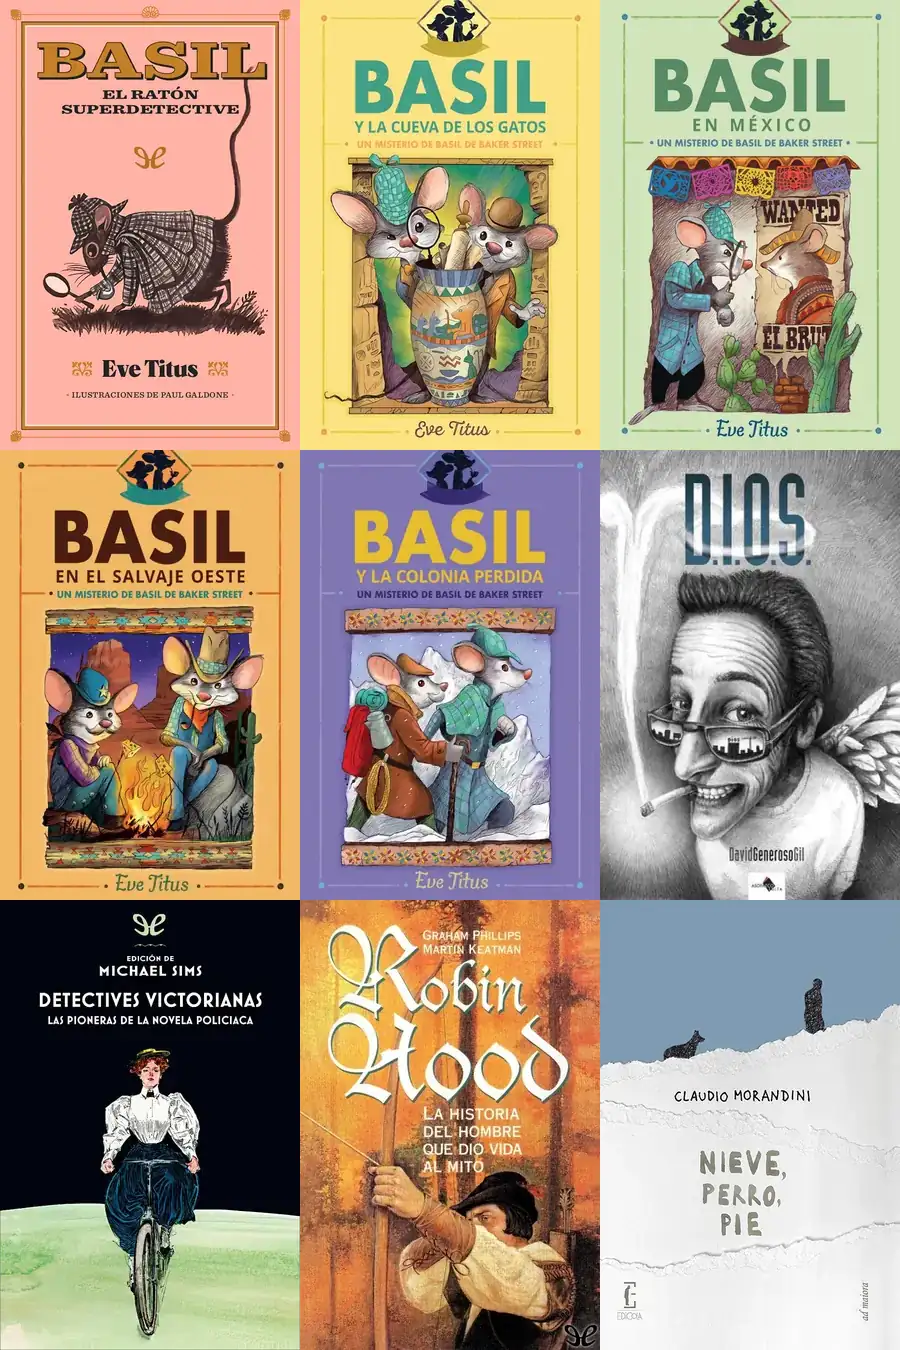 BASIL
EL RATÓN
SUPERDETECTIVE
Eve Titus
· ILUSTRACIONES DE PAUL GALDONE ·
BASIL
Y LA CUEVA DE LOS GATOS
UN MISTERIO DE BASIL DE BAKER STREET
Eve Titus
BASIL
EN MÉXICO
• UN MISTERIO DE BASIL DE BAKER STREET •
WANTED
EL BRUT
Eve Titus
BASIL
EN EL SALVAJE OESTE
• UN MISTERIO DE BASIL DE BAKER STREET •
Eve Titus
BASIL
Y LA COLONIA PERDIDA
UN MISTERIO DE BASIL DE BAKER STREET
Eve Titus
D.I.O.S.
DavidGenerosoGil
EDICIÓN DE
MICHAEL SIMS
DETECTIVES VICTORIANAS
LAS PIONERAS DE LA NOVELA POLICIACA
GRAHAM PHILLIPS
MARTIN KEATMAN
Robin
Hood
LA HISTORIA
DEL HOMBRE
QUE DIO VIDA
AL MITO
CLAUDIO MORANDINI
NIEVE,
PERRO,
PIE
ad maiora